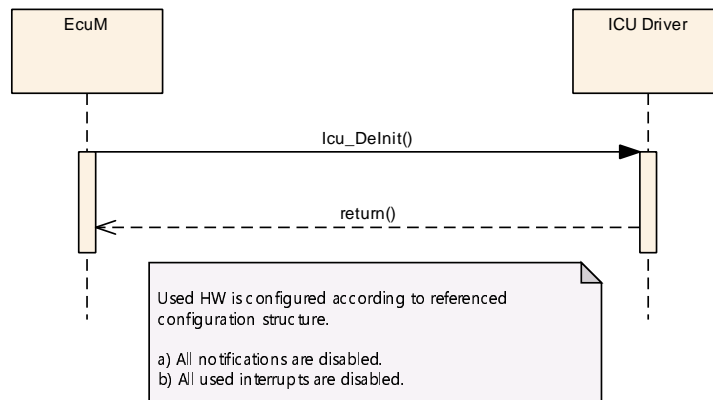 EcuM
ICU Driver
Icu_DeInit()
return()
Used HW is configured according to referenced
configuration structure.
a) All notifications are disabled.
b) All used interrupts are disabled.